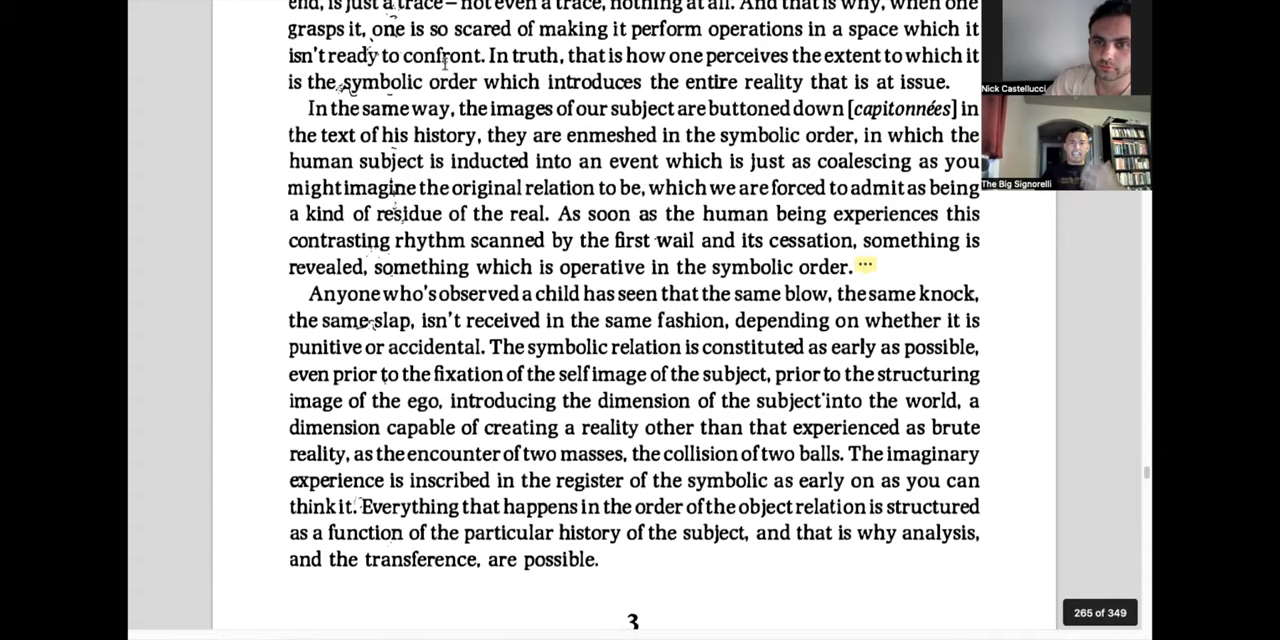 end, is just a trace – not even a trace, nothing at all. And that is why, when one
grasps it, one is so scared of making it perform operations in a space which it
isn't ready to confront. In truth, that is how one perceives the extent to which it
is the symbolic order which introduces the entire reality that is at issue.
In the same way, the images of our subject are buttoned down [capitonnées] in
the text of his history, they are enmeshed in the symbolic order, in which the
human subject is inducted into an event which is just as coalescing as you
might imagine the original relation to be, which we are forced to admit as being
a kind of residue of the real. As soon as the human being experiences this
contrasting rhythm scanned by the first wail and its cessation, something is
revealed, something which is operative in the symbolic order.
Anyone who's observed a child has seen that the same blow, the same knock,
the same slap, isn't received in the same fashion, depending on whether it is
punitive or accidental. The symbolic relation is constituted as early as possible,
even prior to the fixation of the self image of the subject, prior to the structuring
image of the ego, introducing the dimension of the subject into the world, a
dimension capable of creating a reality other than that experienced as brute
reality, as the encounter of two masses, the collision of two balls. The imaginary
experience is inscribed in the register of the symbolic as early on as you can
think it. Everything that happens in the order of the object relation is structured
as a function of the particular history of the subject, and that is why analysis,
and the transference, are possible.
3
Nick Castellucci
The Big Signorelli
265 of 349